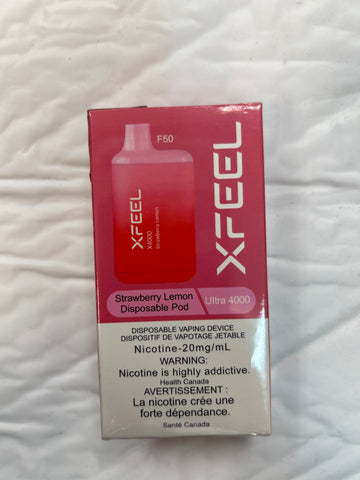 F50
XFEEL
X4000
Strawberry Lemon
XFEEL
Strawberry Lemon
Disposable Pod
Ultra 4000
DISPOSABLE VAPING DEVICE
DISPOSITIF DE VAPOTAGE JETABLE
Nicotine-20mg/mL
WARNING:
Nicotine is highly addictive.
Health Canada
AVERTISSEMENT :
La nicotine crée une
forte dépendance.
Santé Canada